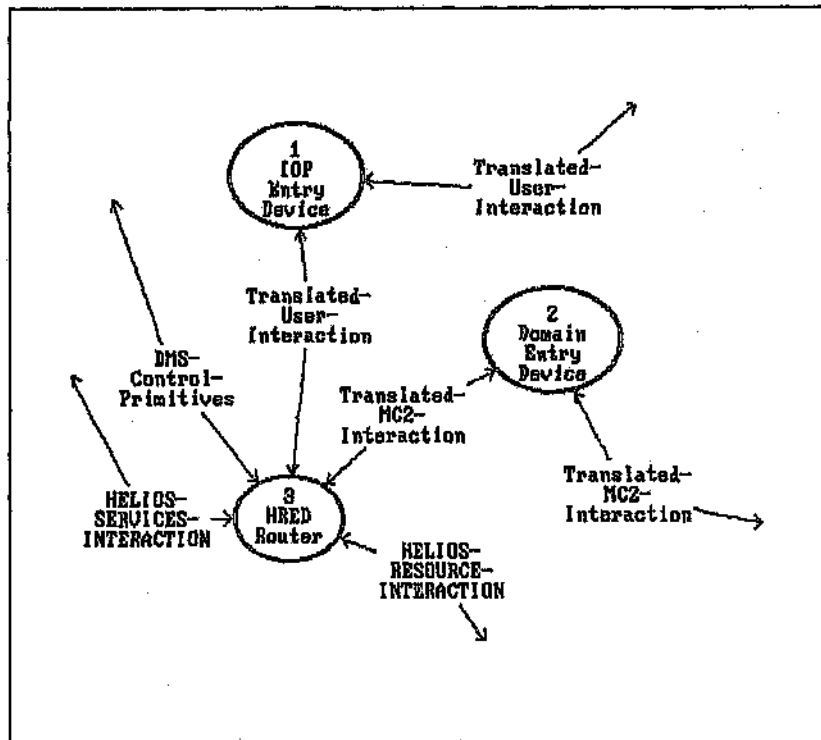 1
IOP
Entry
Device
Translated-
User-
Interaction
Translated-
User-
Interaction
2
Domain
Entry
Device
DMS-
Control-
Primitives
Translated-
MC2-
Interaction
Translated-
MC2-
Interaction
HELIOS-
SERVICES-
INTERACTION
3
HRED
Router
HELIOS-
RESOURCE-
INTERACTION